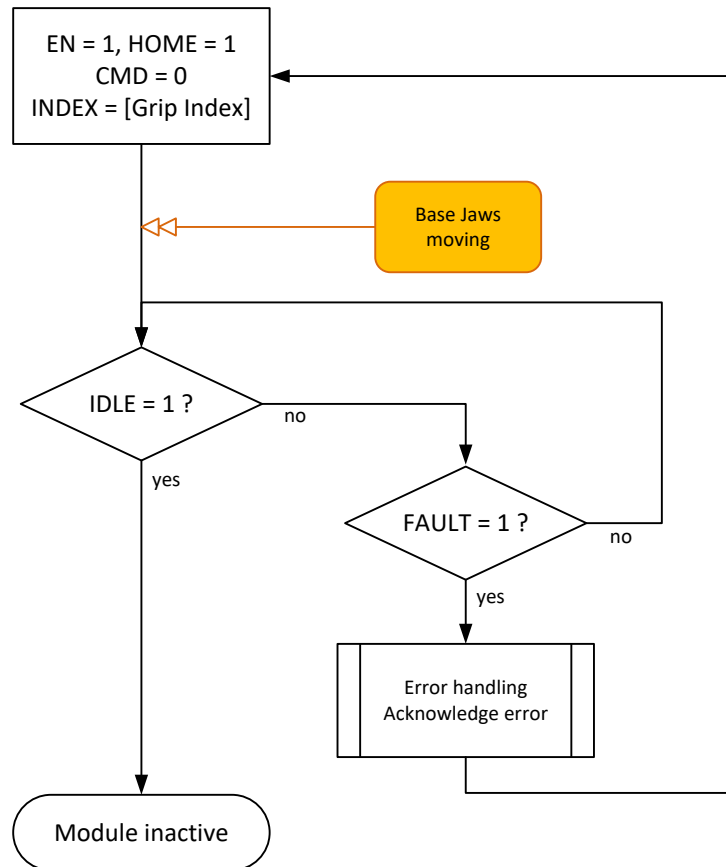 EN = 1, HOME = 1
CMD = 0
INDEX = [Grip Index]
Base Jaws
moving
IDLE = 1 ?
no
yes
FAULT = 1 ?
no
yes
Error handling
Acknowledge error
Module inactive